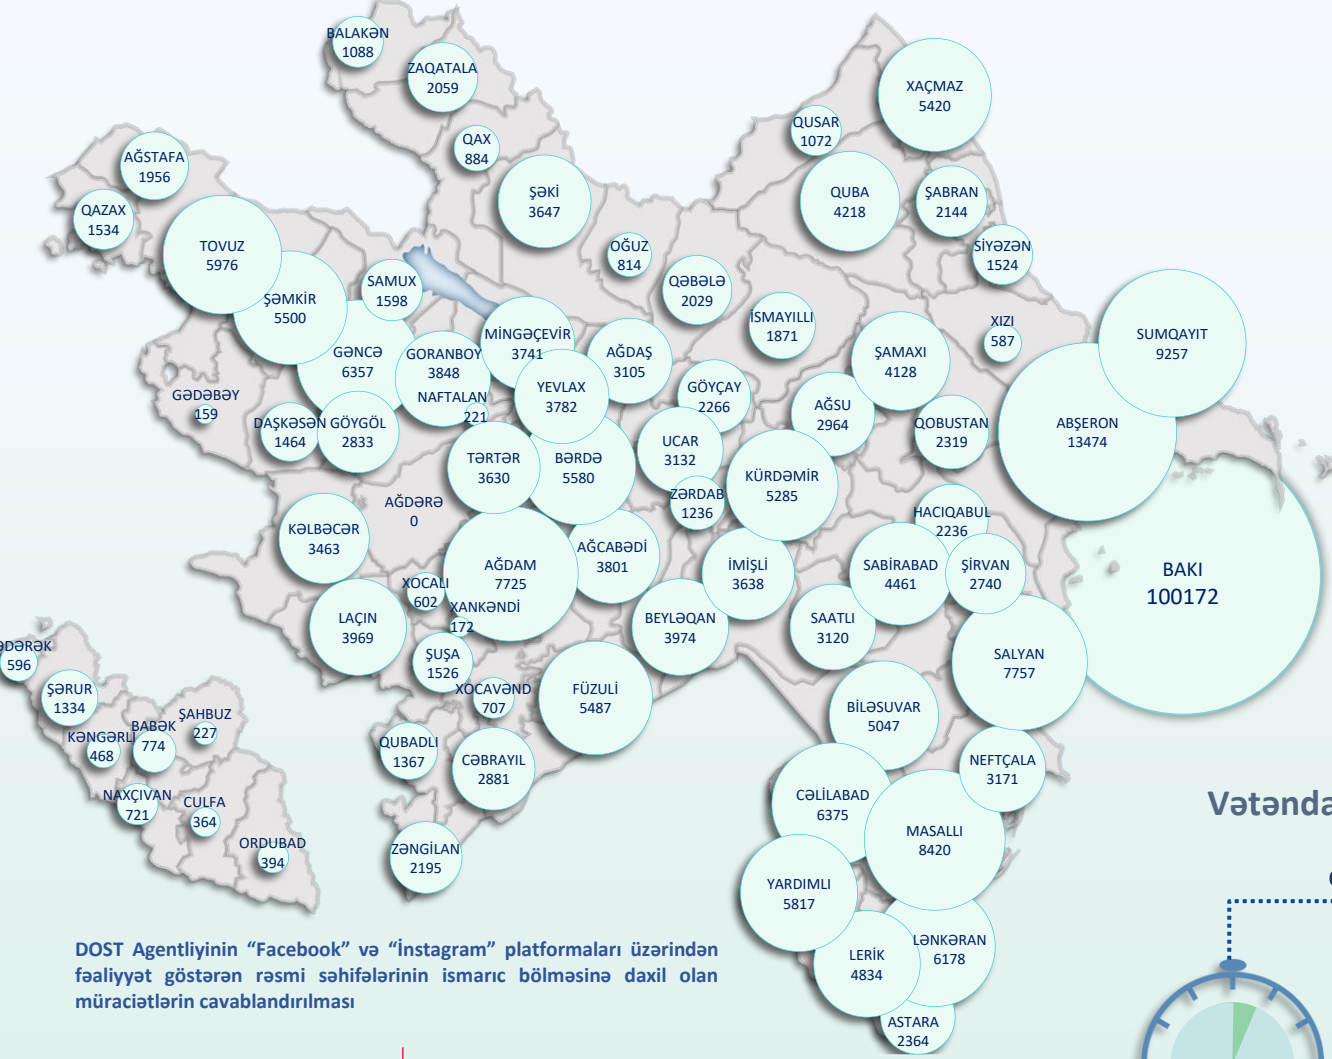 BALAKƏN
1088
ZAQATALA
2059
XAÇMAZ
5420
QUSAR
1072
QAX
884
AĞSTAFA
1956
ŞƏKİ
3647
QUBA
4218
ŞABRAN
2144
QAZAX
1534
TOVUZ
5976
OĞUZ
814
SİYƏZƏN
1524
SAMUX
1598
QƏBƏLƏ
2029
ŞƏMKİR
5500
İSMAYILLI
1871
XIZI
587
SUMQAYIT
9257
GƏNCƏ
6357
GORANBOY
3848
MİNGƏÇEVİR
3741
AĞDAŞ
3105
ŞAMAXI
4128
GƏDƏBƏY
159
NAFTALAN
221
YEVLAX
3782
GÖYÇAY
2266
AĞSU
2964
DAŞKƏSƏN
1464
GÖYGÖL
2833
QOBUSTAN
2319
ABŞERON
13474
UCAR
3132
TƏRTƏR
3630
BƏRDƏ
5580
KÜRDƏMİR
5285
ZƏRDAB
1236
AĞDƏRƏ
0
HACIQABUL
2236
KƏLBƏCƏR
3463
AĞCABƏDİ
3801
AĞDAM
7725
İMİŞLİ
3638
SABİRABAD
4461
ŞİRVAN
2740
BAKI
100172
XOCALI
602
XANKƏNDİ
172
LAÇIN
3969
BEYLƏQAN
3974
SAATLI
3120
ƏDƏRƏK
596
ŞUŞA
1526
SALYAN
7757
ŞƏRUR
1334
XOCAVƏND
707
FÜZULİ
5487
BİLƏSUVAR
5047
ŞAHBUZ
227
BABƏK
774
KƏNGƏRLİ
468
QUBADLI
1367
CƏBRAYIL
2881
NEFTÇALA
3171
NAXÇIVAN
721
CULFA
364
CƏLİLABAD
6375
MASALLI
8420
Vətənda
ORDUBAD
394
ZƏNGİLAN
2195
YARDIMLI
5817
LƏNKƏRAN
6178
LERİK
4834
ASTARA
2364
DOST Agentliyinin “Facebook” və “İnstagram” platformaları üzərindən
fəaliyyət göstərən rəsmi səhifələrinin ismarıc bölməsinə daxil olan
müraciətlərin cavablandırılması